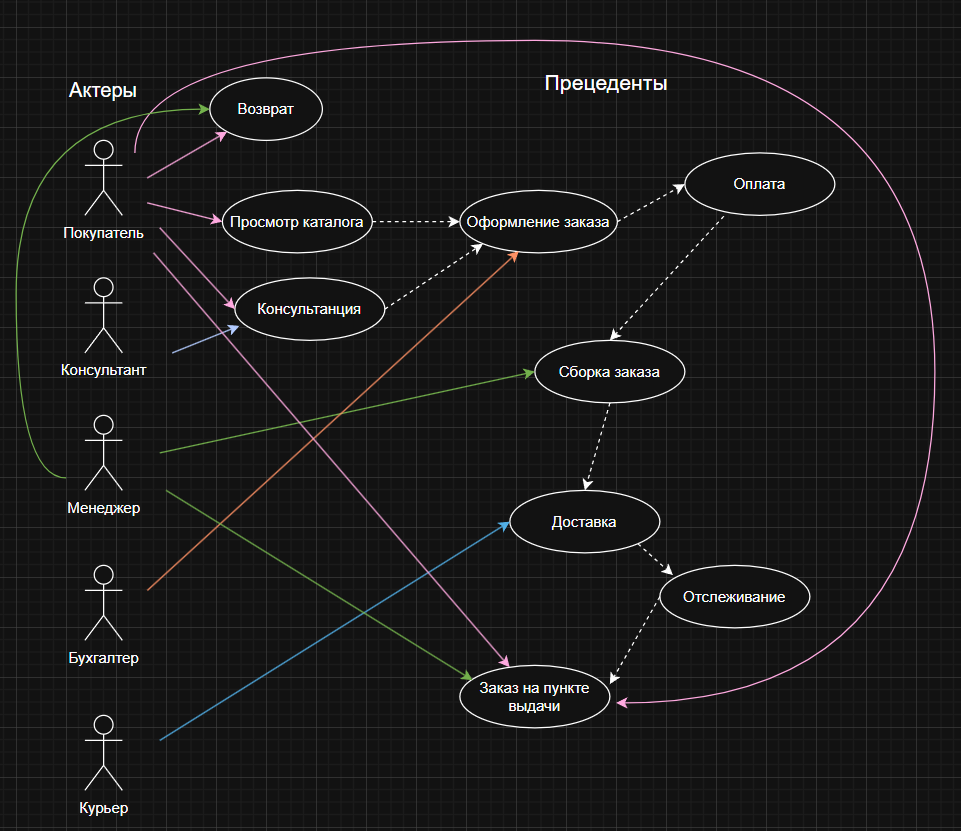 Актеры
Прецеденты
Возврат
Покупатель
Просмотр каталога
Оформление заказа
Оплата
Консультанция
Консультант
Сборка заказа
Менеджер
Доставка
Отслеживание
Бухгалтер
Заказ на пункте
выдачи
Курьер